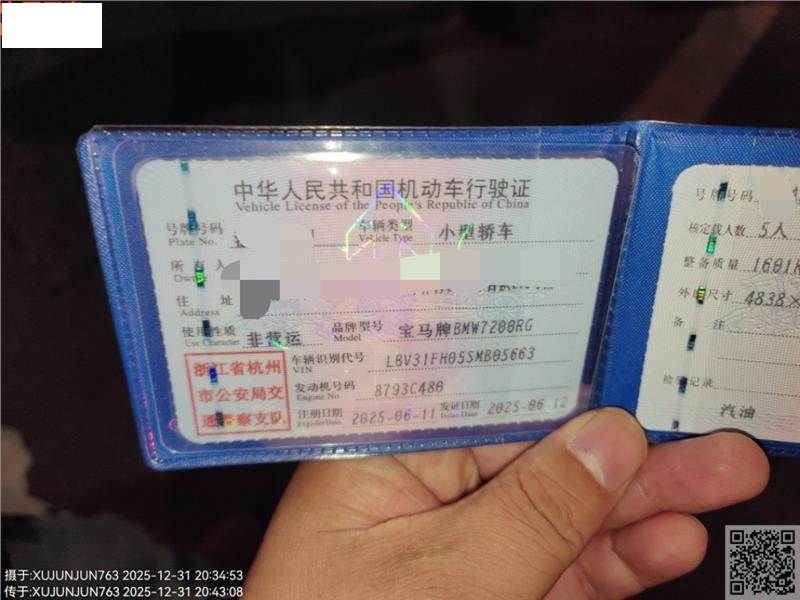 中华人民共和国机动车行驶证
Vehicle License of the People's Republic of China
号牌号码
Plate No.
车辆类型 小型轿车
Vehicle Type
所有人
Owner
住址
Address
使用性质 非营运
Use Character
品牌型号 宝马牌BMW7200RG
Model
浙江省杭州
市公安局交
通警察支队
车辆识别代号 LBV31FH05SMB05663
VIN
发动机号码 8793C480
Engine No.
注册日期 2025-06-11 发证日期 2025-06-12
Register Date Issue Date
号牌号码
核定载人数 5人
整备质量
外廓尺寸 4838×
备注
检验记录
汽油
摄于:XUJUNJUN763 2025-12-31 20:34:53
传于:XUJUNJUN763 2025-12-31 20:43:08